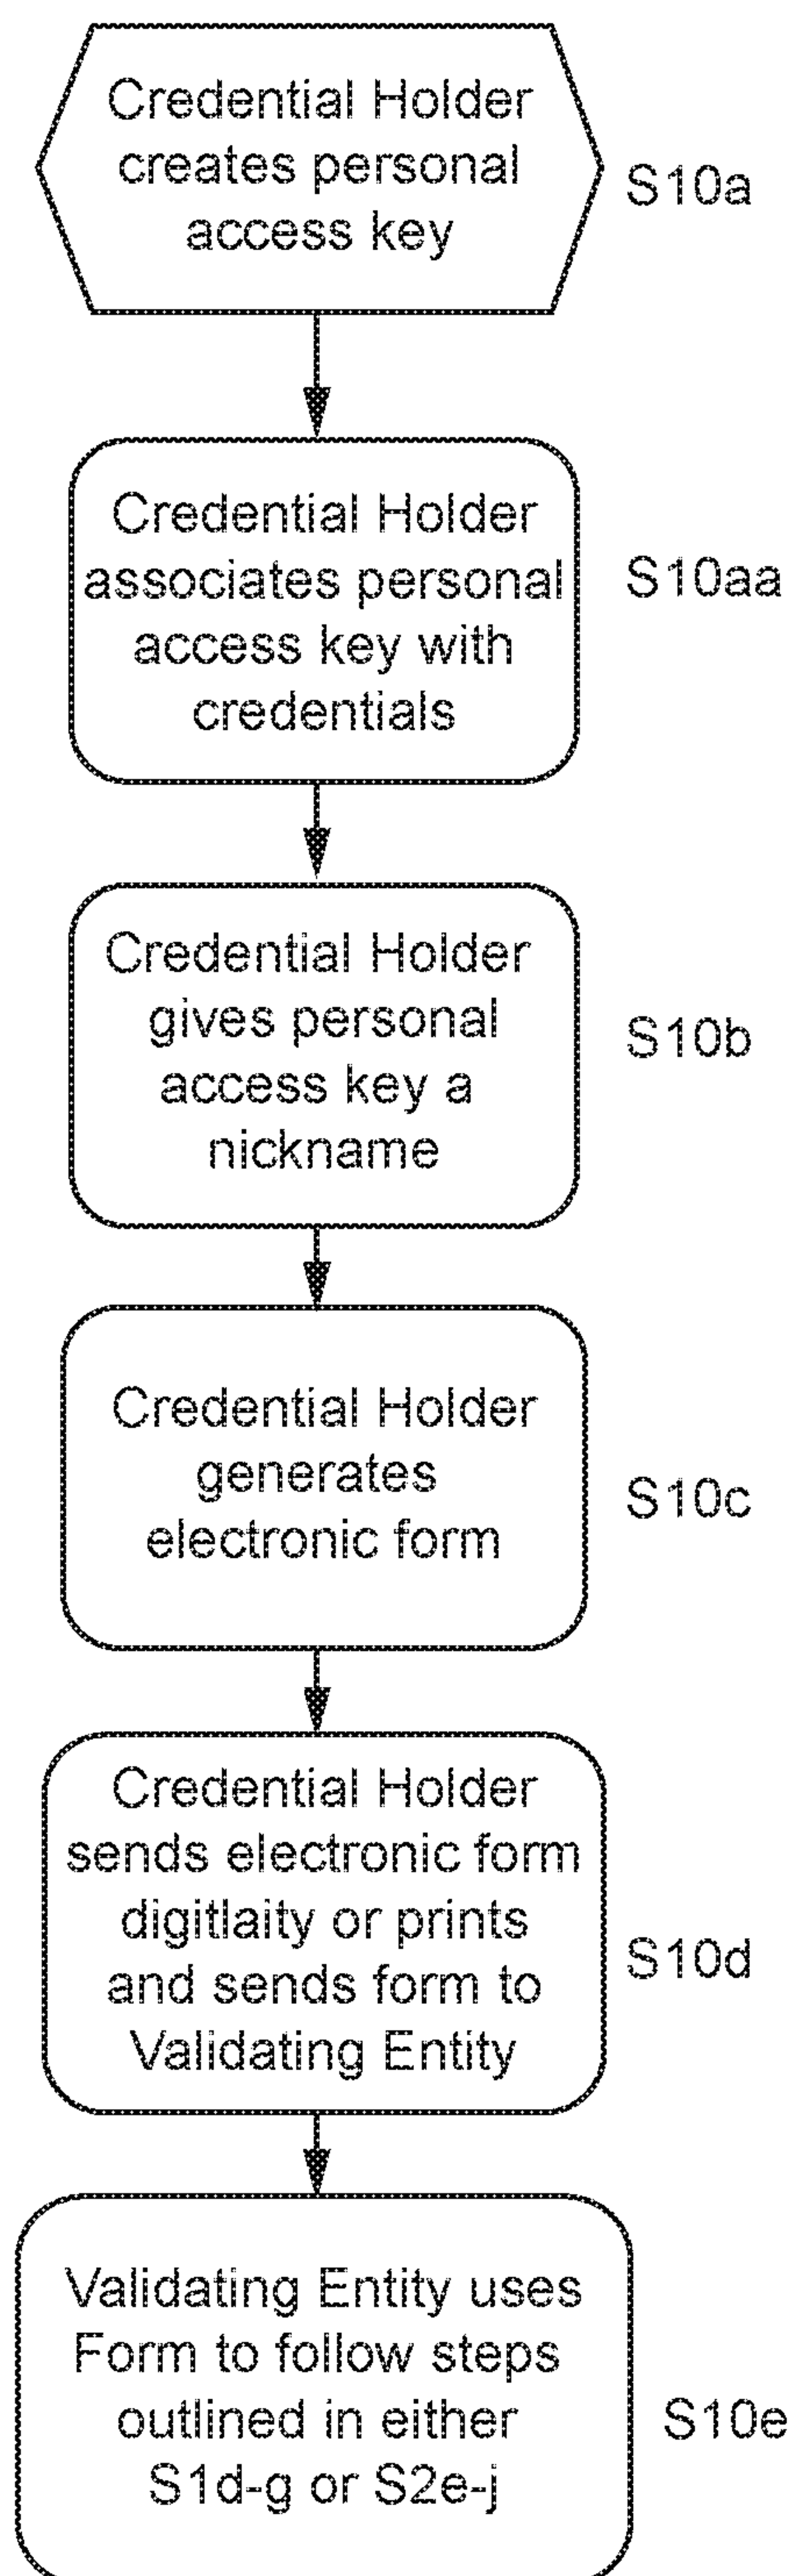 Credential Holder
creates personal
access key
S10a
Credential Holder
associates personal
access key with
credentials
S10aa
Credential Holder
gives personal
access key a
nickname
S10b
Credential Holder
generates
electronic form
S10c
Credential Holder
sends electronic form
digitlaity or prints
and sends form to
Validating Entity
S10d
Validating Entity uses
Form to follow steps
outlined in either
S1d-g or S2e-j
S10e